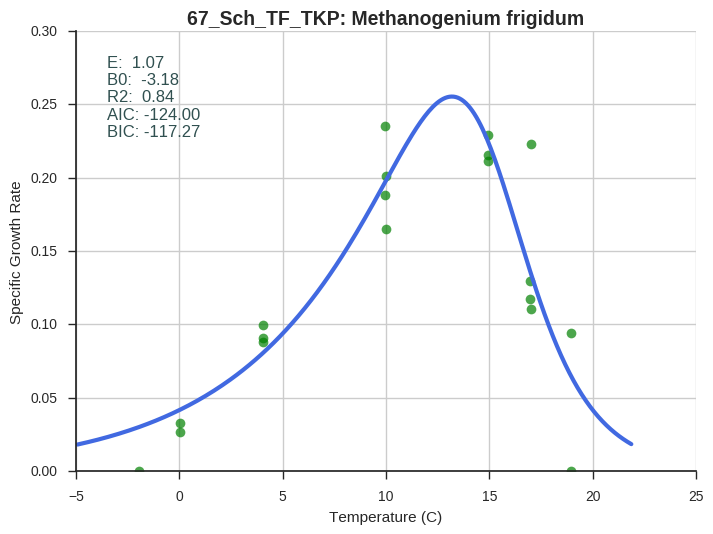 67_Sch_TF_TKP: Methanogenium frigidum
E: 1.07
B0: -3.18
R2: 0.84
AIC: -124.00
BIC: -117.27
Specific Growth Rate
0.30
0.25
0.20
0.15
0.10
0.05
0.00
−5 0 5 10 15 20 25
Temperature (C)